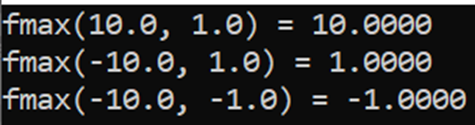 fmax(10.0, 1.0) = 10.0000
fmax(-10.0, 1.0) = 1.0000
fmax(-10.0, -1.0) = -1.0000